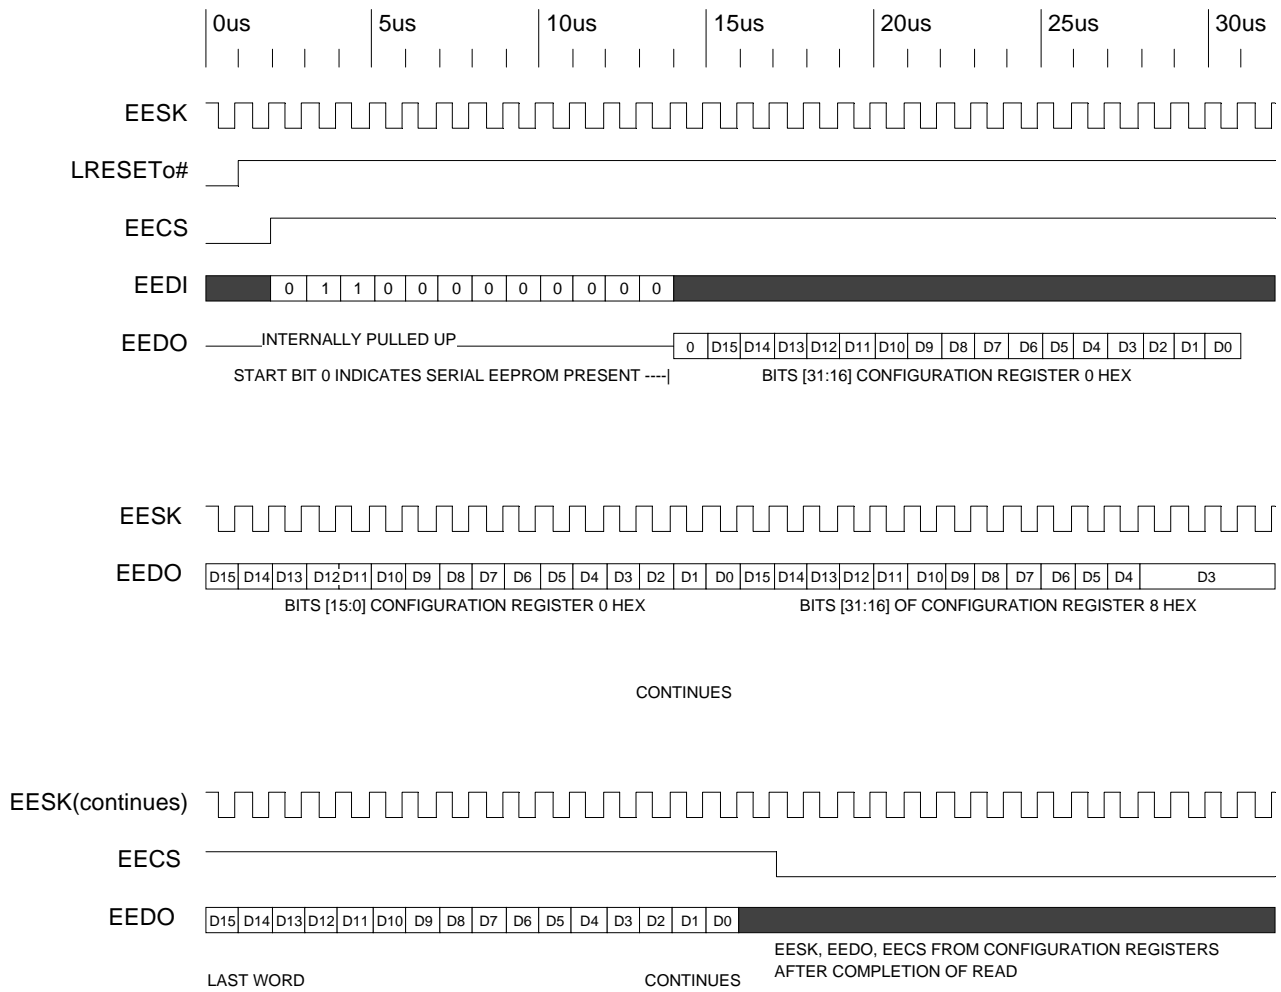 0us 5us 10us 15us 20us 25us 30us
EESK
LRESETo#
EECS
EEDI 0 1 1 0 0 0 0 0 0 0 0 0
EEDO INTERNALLY PULLED UP 0 D15 D14 D13 D12 D11 D10 D9 D8 D7 D6 D5 D4 D3 D2 D1 D0
START BIT 0 INDICATES SERIAL EEPROM PRESENT ----| BITS [31:16] CONFIGURATION REGISTER 0 HEX
EESK
EEDO D15 D14 D13 D12 D11 D10 D9 D8 D7 D6 D5 D4 D3 D2 D1 D0 D15 D14 D13 D12 D11 D10 D9 D8 D7 D6 D5 D4 D3
BITS [15:0] CONFIGURATION REGISTER 0 HEX BITS [31:16] OF CONFIGURATION REGISTER 8 HEX
CONTINUES
EESK(continues)
EECS
EEDO D15 D14 D13 D12 D11 D10 D9 D8 D7 D6 D5 D4 D3 D2 D1 D0
EESK, EEDO, EECS FROM CONFIGURATION REGISTERS
AFTER COMPLETION OF READ
LAST WORD CONTINUES